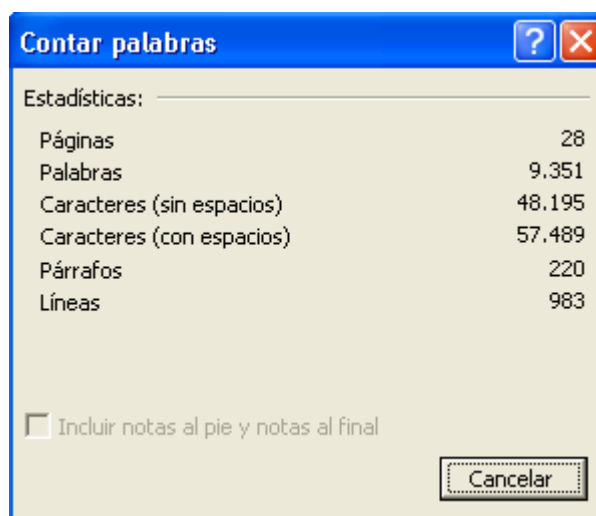 Contar palabras
Estadísticas:
Páginas 28
Palabras 9.351
Caracteres (sin espacios) 48.195
Caracteres (con espacios) 57.489
Párrafos 220
Líneas 983
Incluir notas al pie y notas al final
Cancelar